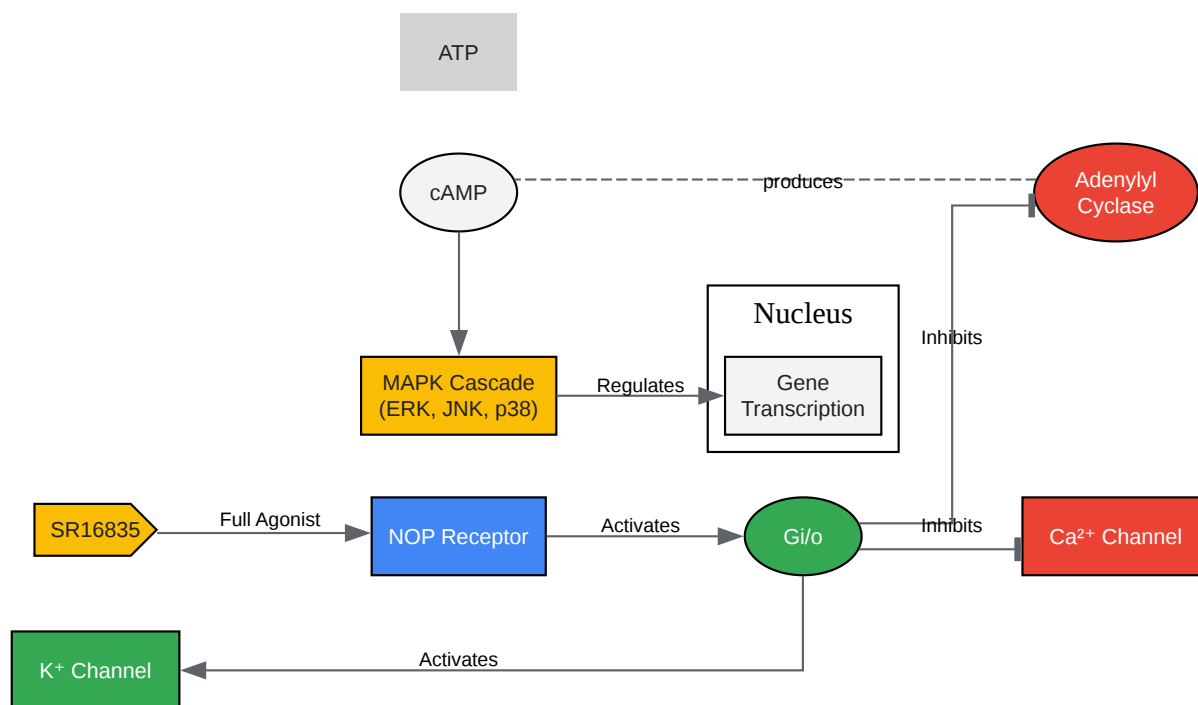 ATP
cAMP
produces
Adenylyl
Cyclase
Nucleus
Inhibits
MAPK Cascade
(ERK, JNK, p38)
Regulates
Gene
Transcription
SR16835
Full Agonist
NOP Receptor
Activates
Gi/o
Inhibits
Ca²⁺ Channel
K⁺ Channel
Activates